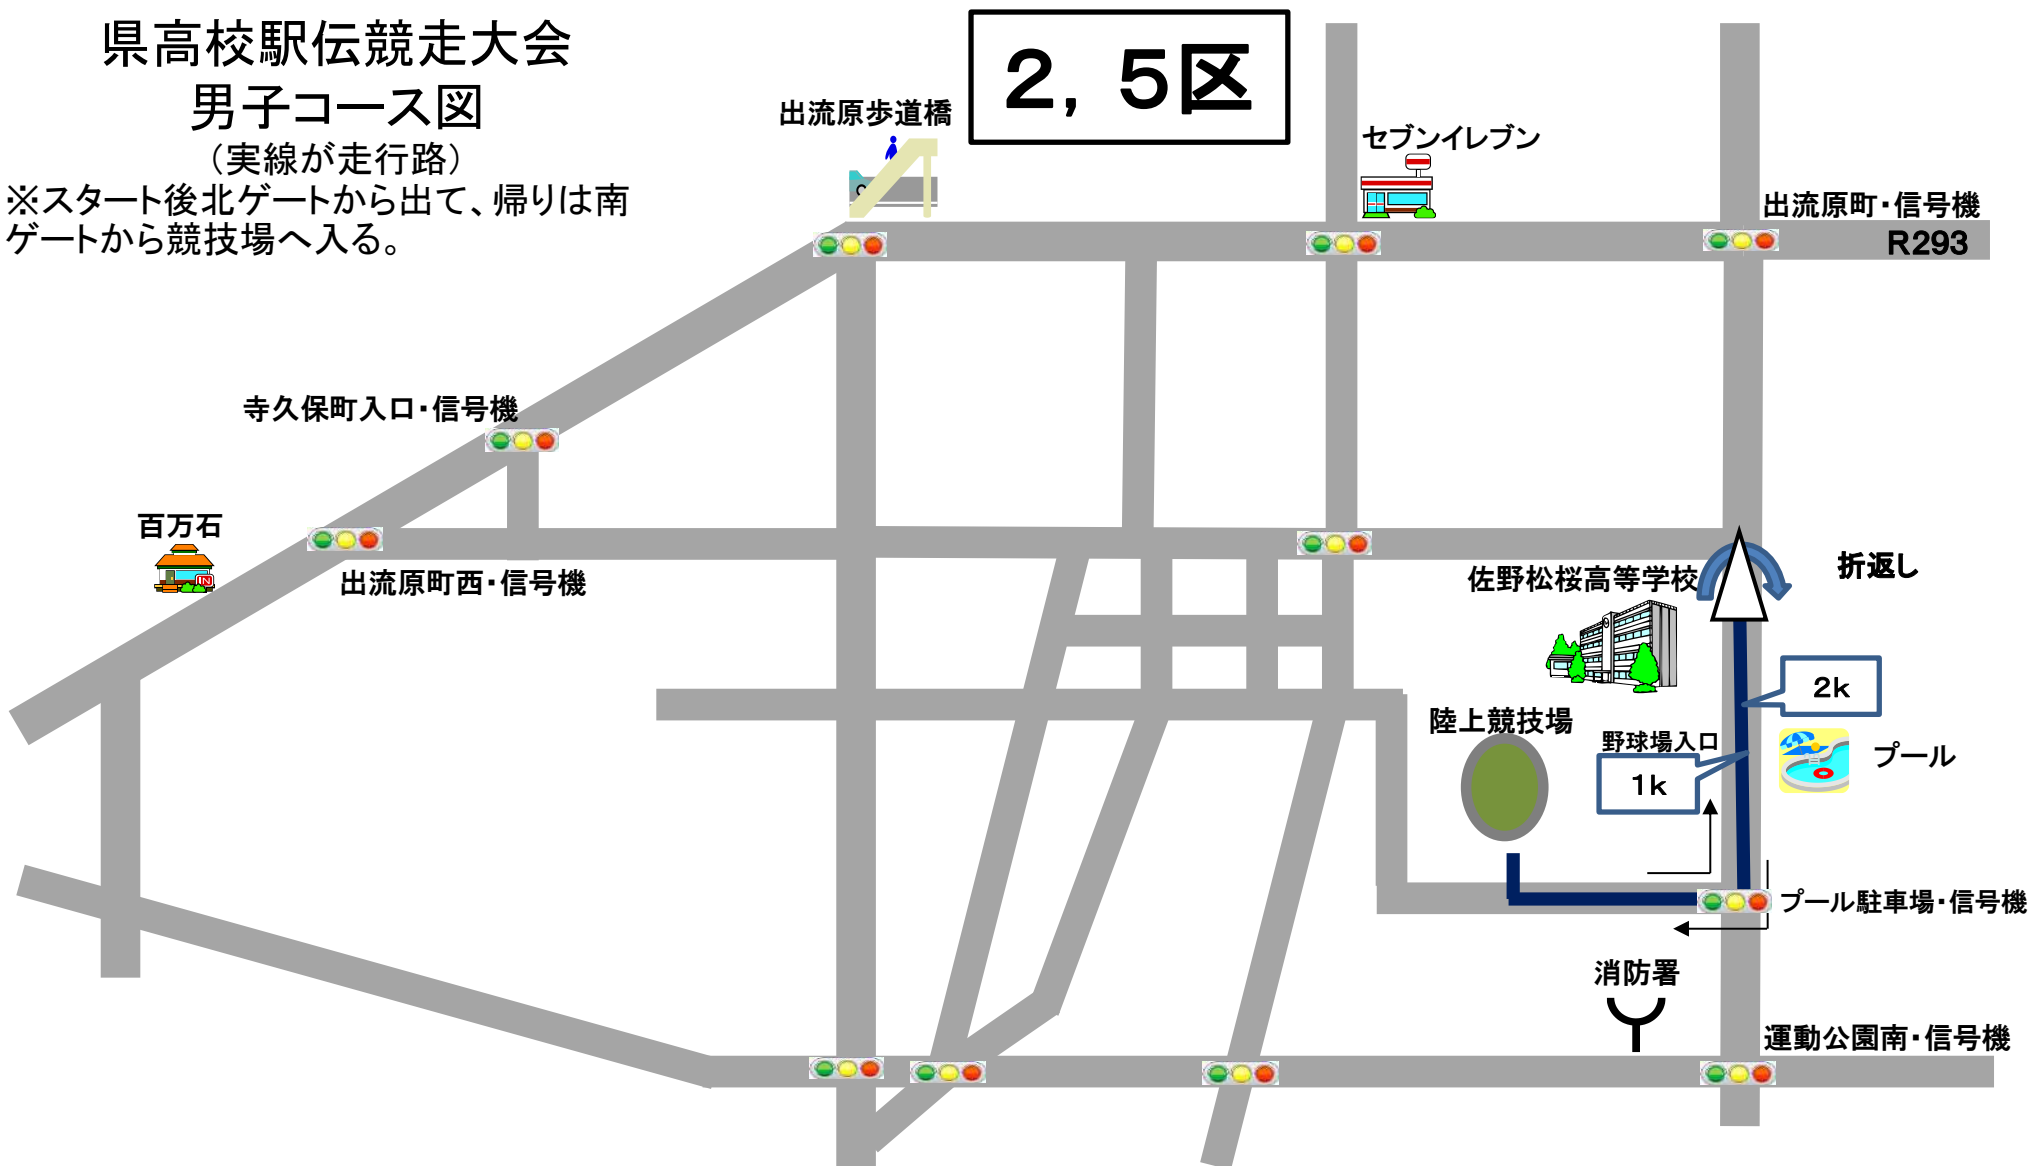 県高校駅伝競走大会
男子コース図
（実線が走行路）
※スタート後北ゲートから出て、帰りは南
ゲートから競技場へ入る。
2，5区
出流原歩道橋
セブンイレブン
出流原町・信号機
R293
寺久保町入口・信号機
百万石
IN
出流原町西・信号機
佐野松桜高等学校
折返し
2k
陸上競技場
野球場入口
1k
プール
プール駐車場・信号機
消防署
運動公園南・信号機